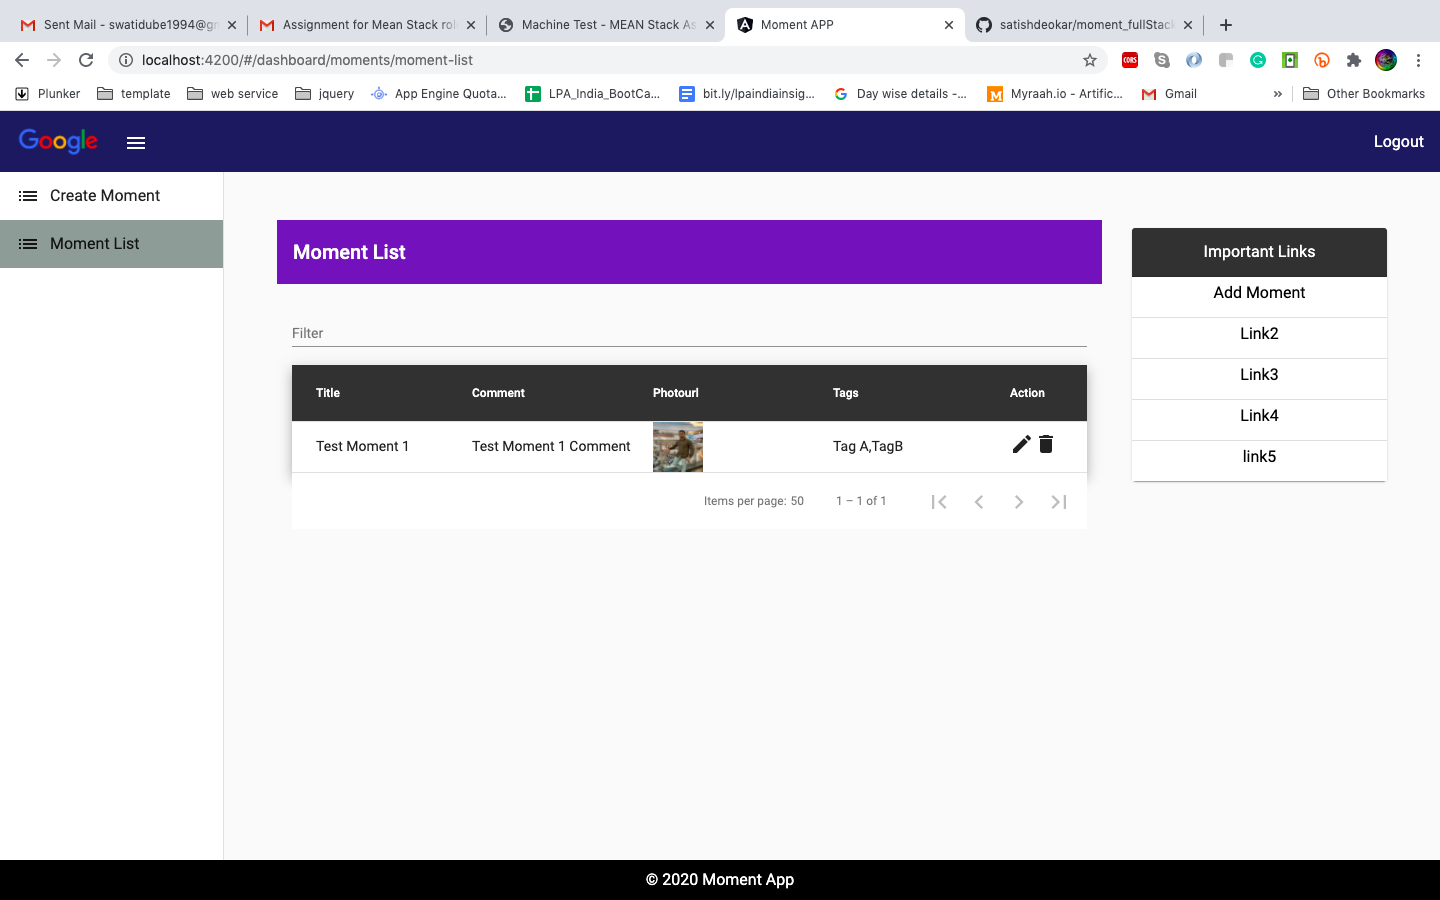 Sent Mail - swatidube1994@gm
Assignment for Mean Stack role
Machine Test - MEAN Stack As
Moment APP
satishdeokar/moment_fullStack
localhost:4200/#/dashboard/moments/moment-list
CORS
Plunker
template
web service
jquery
App Engine Quota...
LPA_India_BootCa...
bit.ly/lpaindiainsig...
Day wise details -...
Myraah.io - Artific...
Gmail
»
Other Bookmarks
Google
Logout
Create Moment
Moment List
Moment List
Filter
Title Comment Photourl Tags Action
Test Moment 1 Test Moment 1 Comment Tag A,TagB
Items per page: 50 1 – 1 of 1
Important Links
Add Moment
Link2
Link3
Link4
link5
© 2020 Moment App